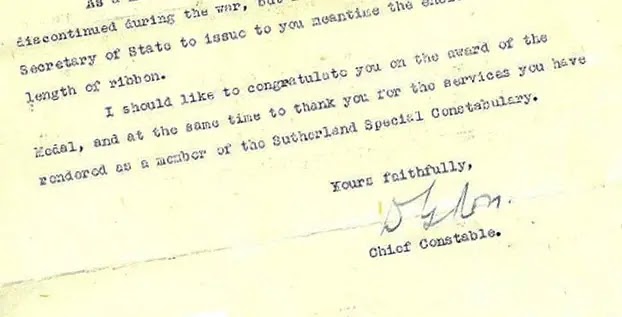 As a
discontinued during the war, but
Secretary of State to issue to you meantime the
length of ribbon.
I should like to congratulate you on the award of the
Medal, and at the same time to thank you for the services you have
rendered as a member of the Sutherland Special Constabulary.
Yours faithfully,
Chief Constable.